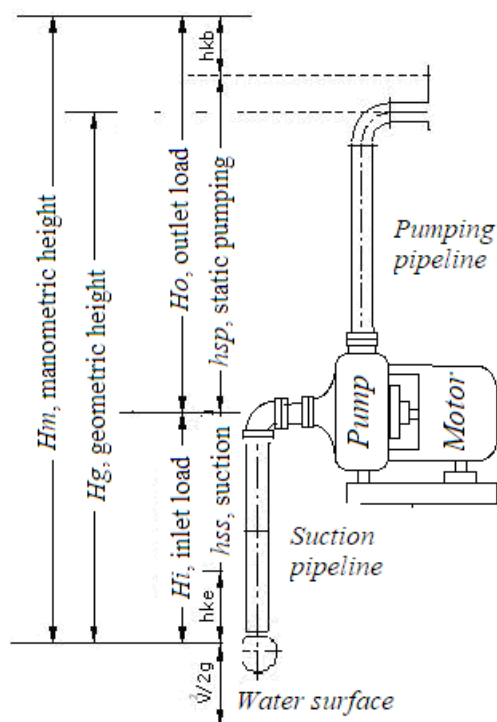 hkb
Hm, manometric height
Hg, geometric height
Ho, outlet load
hsp, static pumping
Pumping
pipeline
Pump
Motor
Hi, inlet load
hss, suction
hke
Suction
pipeline
V/2g
Water surface